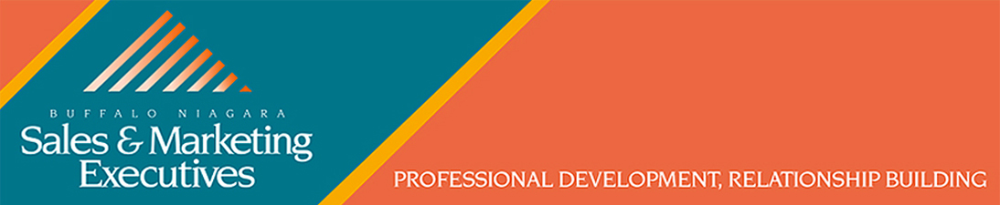 BUFFALO NIAGARA
Sales & Marketing
Executives
PROFESSIONAL DEVELOPMENT, RELATIONSHIP BUILDING